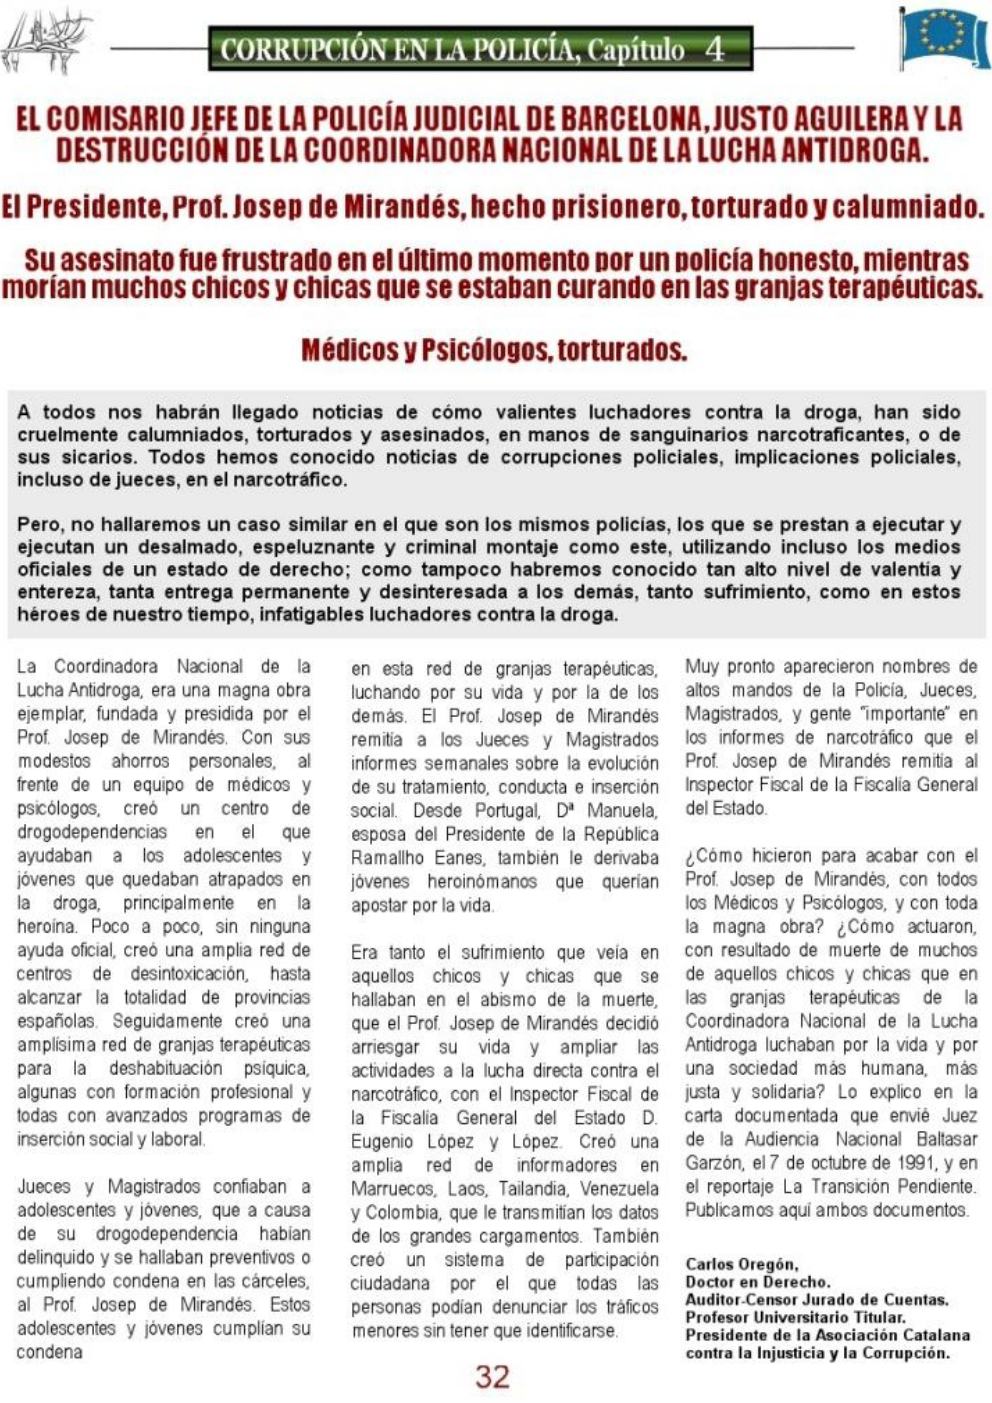 CORRUPCIÓN EN LA POLICÍA, Capítulo 4
EL COMISARIO JEFE DE LA POLICÍA JUDICIAL DE BARCELONA, JUSTO AGUILERA Y LA
DESTRUCCIÓN DE LA COORDINADORA NACIONAL DE LA LUCHA ANTIDROGA.
El Presidente, Prof. Josep de Mirandés, hecho prisionero, torturado y calumniado.
Su asesinato fue frustrado en el último momento por un policía honesto, mientras
morían muchos chicos y chicas que se estaban curando en las granjas terapéuticas.
Médicos y Psicólogos, torturados.
A todos nos habrán llegado noticias de cómo valientes luchadores contra la droga, han sido
cruelmente calumniados, torturados y asesinados, en manos de sanguinarios narcotraficantes, o de
sus sicarios. Todos hemos conocido noticias de corrupciones policiales, implicaciones policiales,
incluso de jueces, en el narcotráfico.
Pero, no hallaremos un caso similar en el que son los mismos policías, los que se prestan a ejecutar y
ejecutan un desalmado, espeluznante y criminal montaje como este, utilizando incluso los medios
oficiales de un estado de derecho; como tampoco habremos conocido tan alto nivel de valentía y
entereza, tanta entrega permanente y desinteresada a los demás, tanto sufrimiento, como en estos
héroes de nuestro tiempo, infatigables luchadores contra la droga.
La Coordinadora Nacional de la
Lucha Antidroga, era una magna obra
ejemplar, fundada y presidida por el
Prof. Josep de Mirandés. Con sus
modestos ahorros personales, al
frente de un equipo de médicos y
psicólogos, creó un centro de
drogodependencias en el que
ayudaban a los adolescentes y
jóvenes que quedaban atrapados en
la droga, principalmente en la
heroína. Poco a poco, sin ninguna
ayuda oficial, creó una amplia red de
centros de desintoxicación, hasta
alcanzar la totalidad de provincias
españolas. Seguidamente creó una
amplísima red de granjas terapéuticas
para la deshabituación psíquica,
algunas con formación profesional y
todas con avanzados programas de
inserción social y laboral.
Jueces y Magistrados confiaban a
adolescentes y jóvenes, que a causa
de su drogodependencia habían
delinquido y se hallaban preventivos o
cumpliendo condena en las cárceles,
al Prof. Josep de Mirandés. Estos
adolescentes y jóvenes cumplían su
condena
en esta red de granjas terapéuticas,
luchando por su vida y por la de los
demás. El Prof. Josep de Mirandés
remitía a los Jueces y Magistrados
informes semanales sobre la evolución
de su tratamiento, conducta e inserción
social. Desde Portugal, Dª Manuela,
esposa del Presidente de la República
Ramallho Eanes, también le derivaba
jóvenes heroinómanos que querían
apostar por la vida.
Era tanto el sufrimiento que veía en
aquellos chicos y chicas que se
hallaban en el abismo de la muerte,
que el Prof. Josep de Mirandés decidió
arriesgar su vida y ampliar las
actividades a la lucha directa contra el
narcotráfico, con el Inspector Fiscal de
la Fiscalía General del Estado D.
Eugenio López y López. Creó una
amplia red de informadores en
Marruecos, Laos, Tailandia, Venezuela
y Colombia, que le transmitían los datos
de los grandes cargamentos. También
creó un sistema de participación
ciudadana por el que todas las
personas podían denunciar los tráficos
menores sin tener que identificarse.
Muy pronto aparecieron nombres de
altos mandos de la Policía, Jueces,
Magistrados, y gente "importante" en
los informes de narcotráfico que el
Prof. Josep de Mirandés remitía al
Inspector Fiscal de la Fiscalía General
del Estado.
¿Cómo hicieron para acabar con el
Prof. Josep de Mirandés, con todos
los Médicos y Psicólogos, y con toda
la magna obra? ¿Cómo actuaron,
con resultado de muerte de muchos
de aquellos chicos y chicas que en
las granjas terapéuticas de la
Coordinadora Nacional de la Lucha
Antidroga luchaban por la vida y por
una sociedad más humana, más
justa y solidaria? Lo explico en la
carta documentada que envié Juez
de la Audiencia Nacional Baltasar
Garzón, el 7 de octubre de 1991, y en
el reportaje La Transición Pendiente.
Publicamos aquí ambos documentos.
Carlos Oregón,
Doctor en Derecho.
Auditor-Censor Jurado de Cuentas.
Profesor Universitario Titular.
Presidente de la Asociación Catalana
contra la Injusticia y la Corrupción.
32